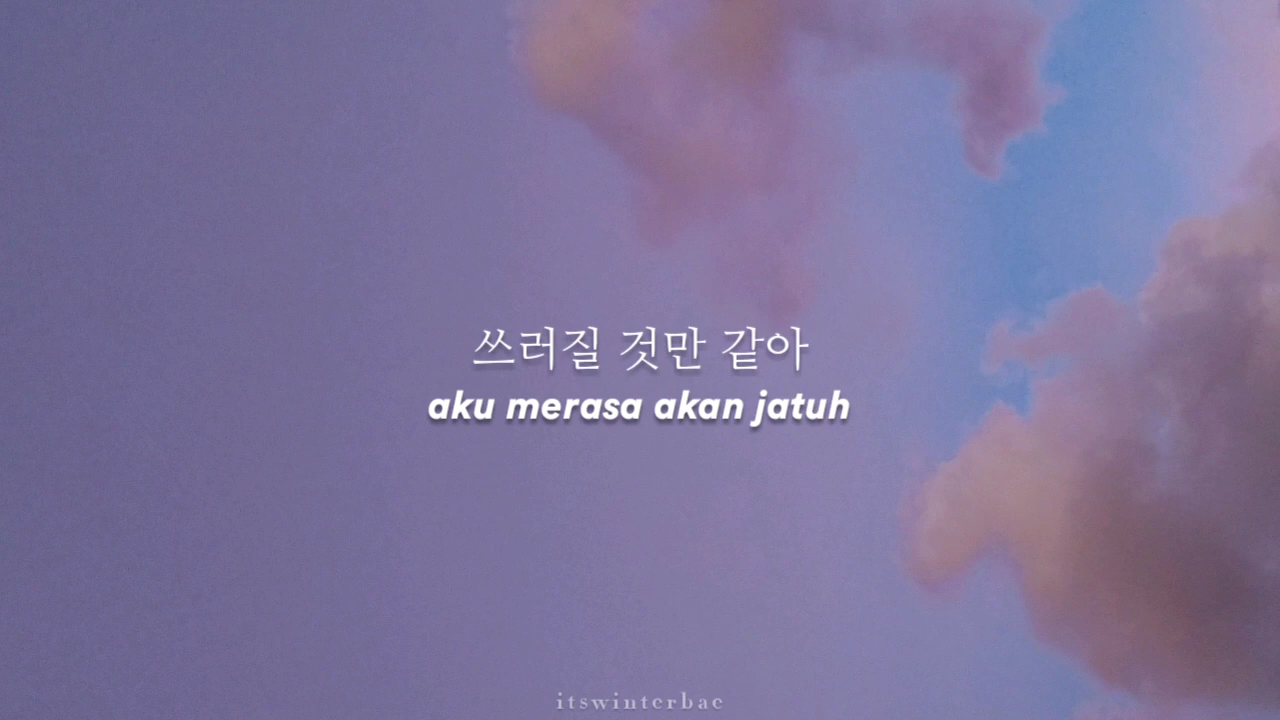 쓰러질 것만 같아
aku merasa akan jatuh
itswinterbae